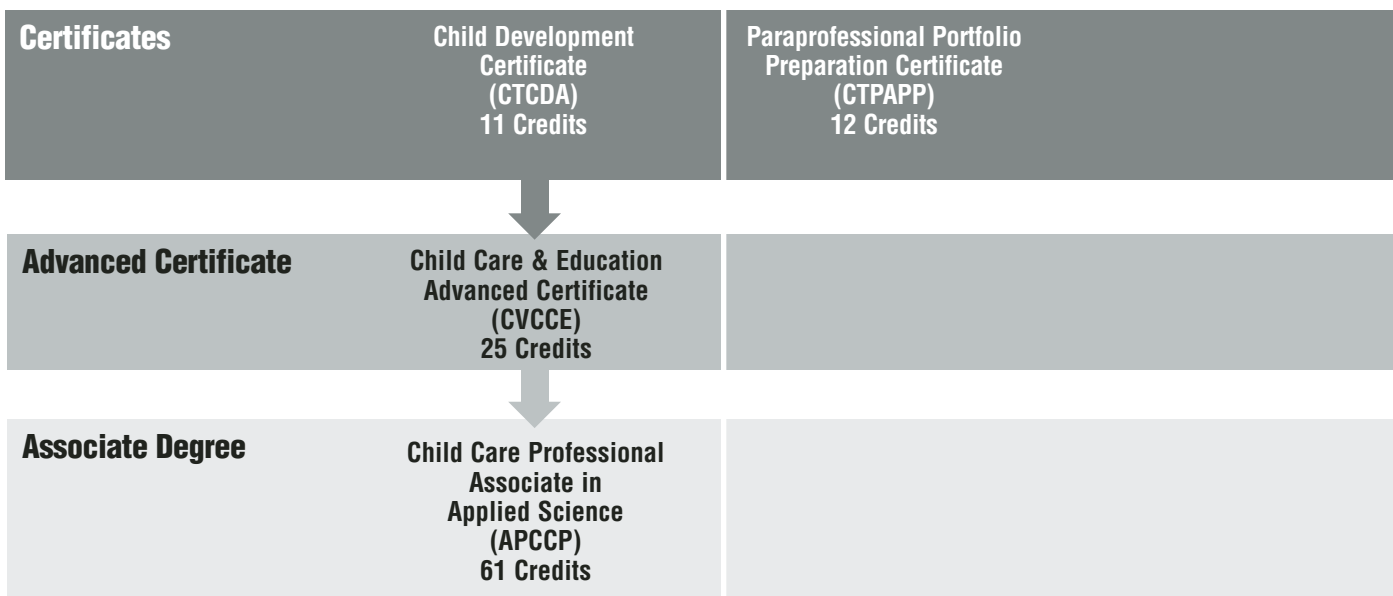 Certificates
Child Development
Certificate
(CTCDA)
11 Credits
Paraprofessional Portfolio
Preparation Certificate
(CTPAPP)
12 Credits
Advanced Certificate
Child Care & Education
Advanced Certificate
(CVCCE)
25 Credits
Associate Degree
Child Care Professional
Associate in
Applied Science
(APCCP)
61 Credits